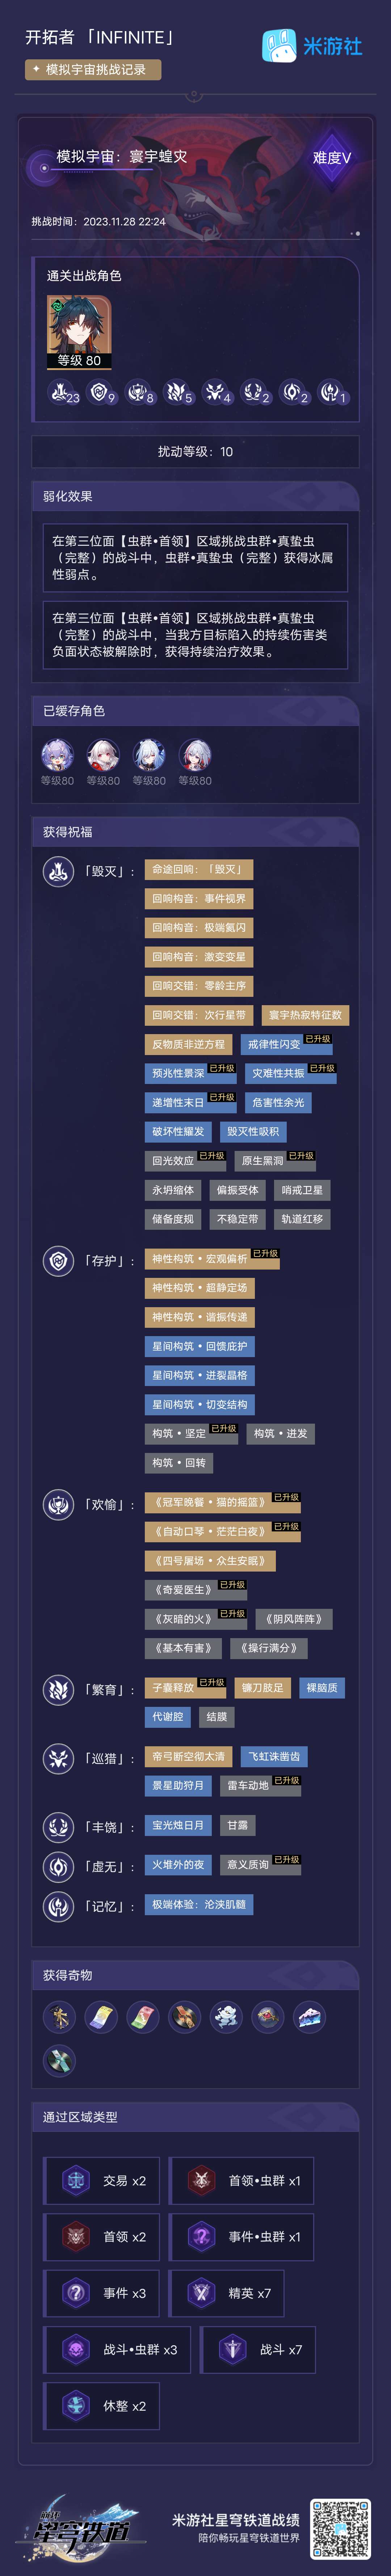 开拓者 「INFINITE」
米游社
模拟宇宙挑战记录
模拟宇宙：寰宇蝗灾
难度V
挑战时间：2023.11.28 22:24
通关出战角色
等级 80
23 9 8 5 4 2 2 1
扰动等级：10
弱化效果
在第三位面【虫群•首领】区域挑战虫群•真蛰虫
（完整）的战斗中，虫群•真蛰虫（完整）获得冰属
性弱点。
在第三位面【虫群•首领】区域挑战虫群•真蛰虫
（完整）的战斗中，当我方目标陷入的持续伤害类
负面状态被解除时，获得持续治疗效果。
已缓存角色
等级80 等级80 等级80 等级80
获得祝福
「毁灭」： 命途回响：「毁灭」
回响构音：事件视界
回响构音：极端氦闪
回响构音：激变变星
回响交错：零龄主序
回响交错：次行星带 寰宇热寂特征数
反物质非逆方程 戒律性闪变 已升级
预兆性景深 已升级 灾难性共振 已升级
递增性末日 已升级 危害性余光
破坏性耀发 毁灭性吸积
回光效应 已升级 原生黑洞 已升级
永坍缩体 偏振受体 哨戒卫星
储备度规 不稳定带 轨道红移
「存护」： 神性构筑•宏观偏析 已升级
神性构筑•超静定场
神性构筑•谐振传递
星间构筑•回馈庇护
星间构筑•迸裂晶格
星间构筑•切变结构
构筑•坚定 已升级 构筑•迸发
构筑•回转
「欢愉」： 《冠军晚餐•猫的摇篮》 已升级
《自动口琴•茫茫白夜》 已升级
《四号屠场•众生安眠》
《奇爱医生》 已升级
《灰暗的火》 已升级 《阴风阵阵》
《基本有害》 《操行满分》
「繁育」： 子囊释放 已升级 镰刀肢足 裸脑质
代谢腔 结膜
「巡猎」： 帝弓断空彻太清 飞虹诛凿齿
景星助狩月 雷车动地 已升级
「丰饶」： 宝光烛日月 甘露
「虚无」： 火堆外的夜 意义质询 已升级
「记忆」： 极端体验：沦浃肌髓
获得奇物
通过区域类型
交易 x2 首领•虫群 x1
首领 x2 事件•虫群 x1
事件 x3 精英 x7
战斗•虫群 x3 战斗 x7
休整 x2
崩坏
星穹铁道
米游社星穹铁道战绩
陪你畅玩星穹铁道世界